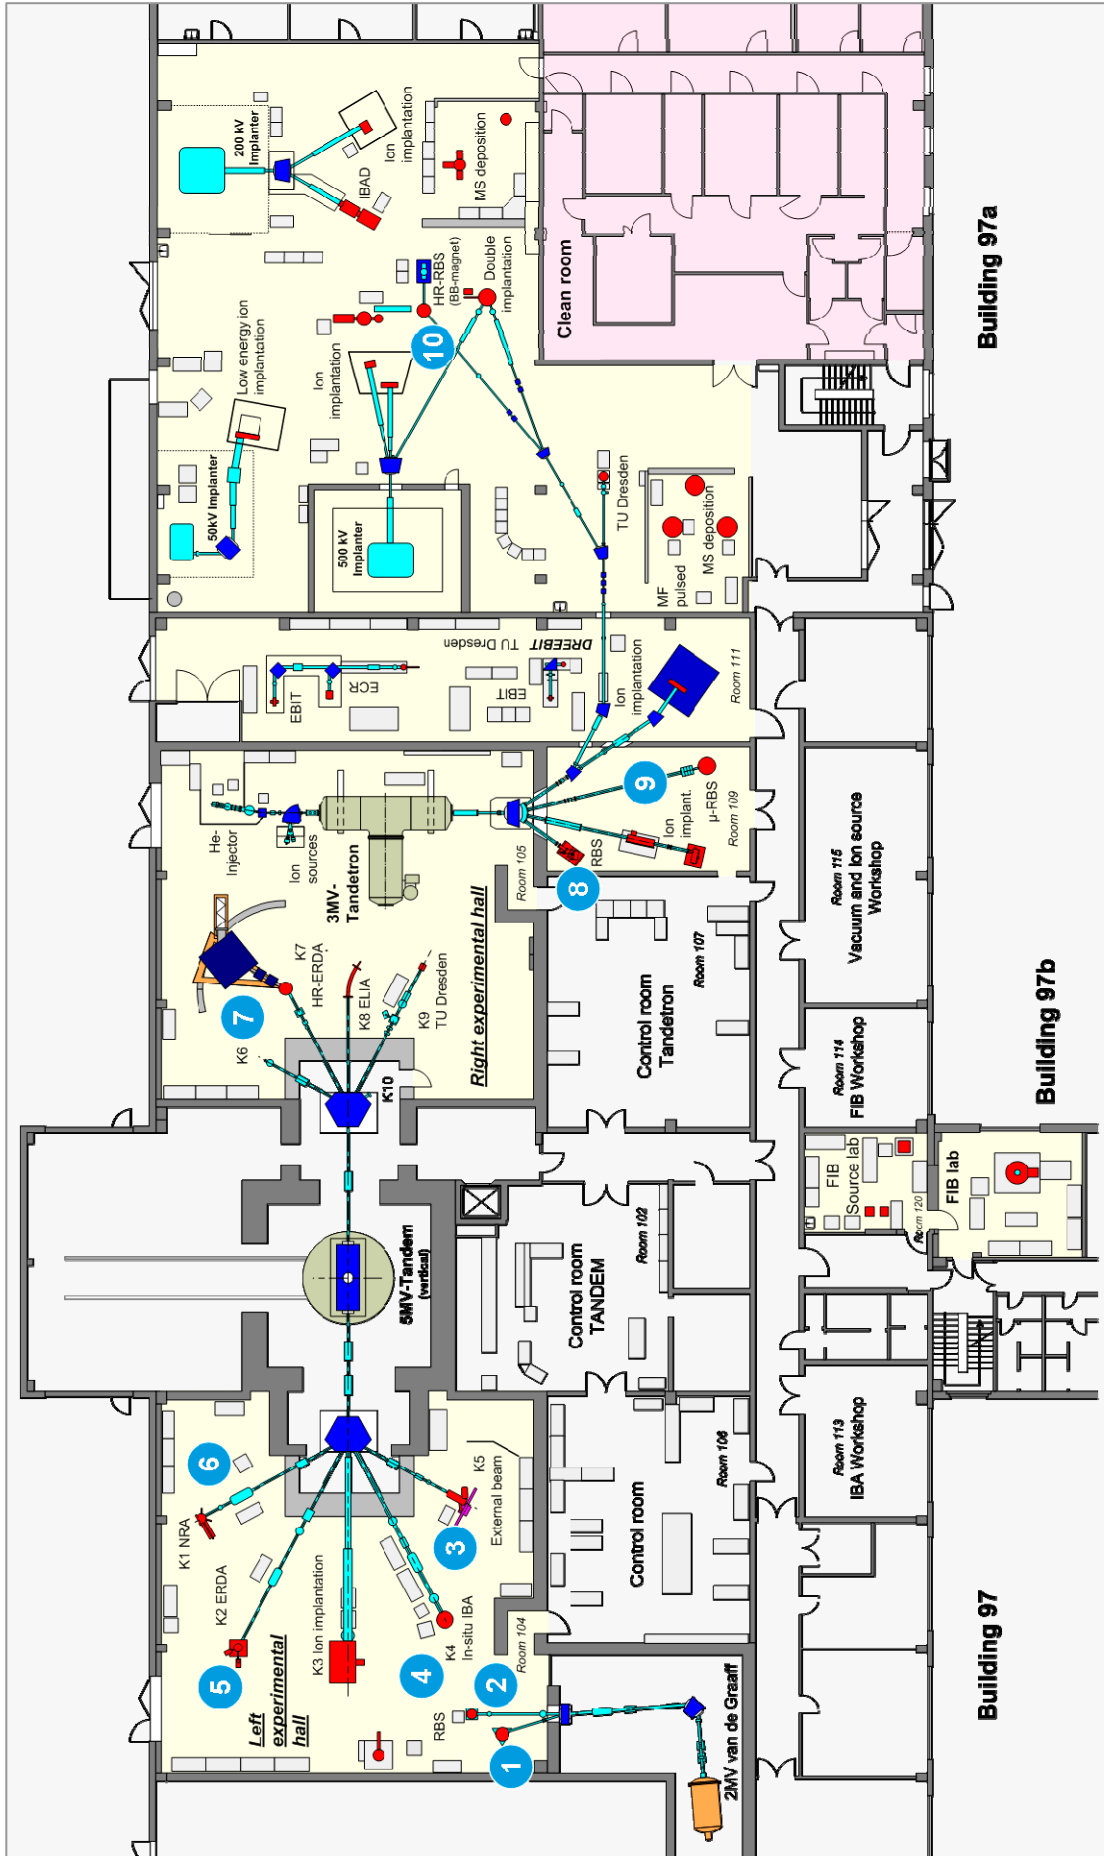 200 kV
Implanter
Ion
implantation
IBAD
MS deposition
Low energy ion
implantation
50kV Implanter
Ion
implantation
500 kV
Implanter
HR-RBS
(BB-magnet)
Double
implantation
10
Clean room
Building 97a
TU Dresden
MF
pulsed
MS deposition
EBIT
ECR
TU Dresden
DREEBIT
EBIT
Ion
implantation
Room 111
He-
Injector
Ion
sources
3MV-
Tandetron
Room 105
Right experimental hall
9
µ-RBS
Room 109
Ion
implant.
RBS
8
7
K7
HR-ERDA
K8 ELIA
K9
TU Dresden
K6
K10
Control room
Tandetron
Room 107
Room 115
Vacuum and Ion source
Workshop
Room 114
FIB Workshop
Building 97b
FIB
Source lab
Room 120
FIB lab
5MV-Tandem
(vertical)
Control room
TANDEM
Room 102
6
K1 NRA
K2 ERDA
5
K3 Ion implantation
K4
In-situ IBA
4
K5
External beam
3
Room 104
Left
experimental
hall
RBS
2
1
Control room
Room 106
Room 113
IBA Workshop
2MV van de Graaff
Building 97